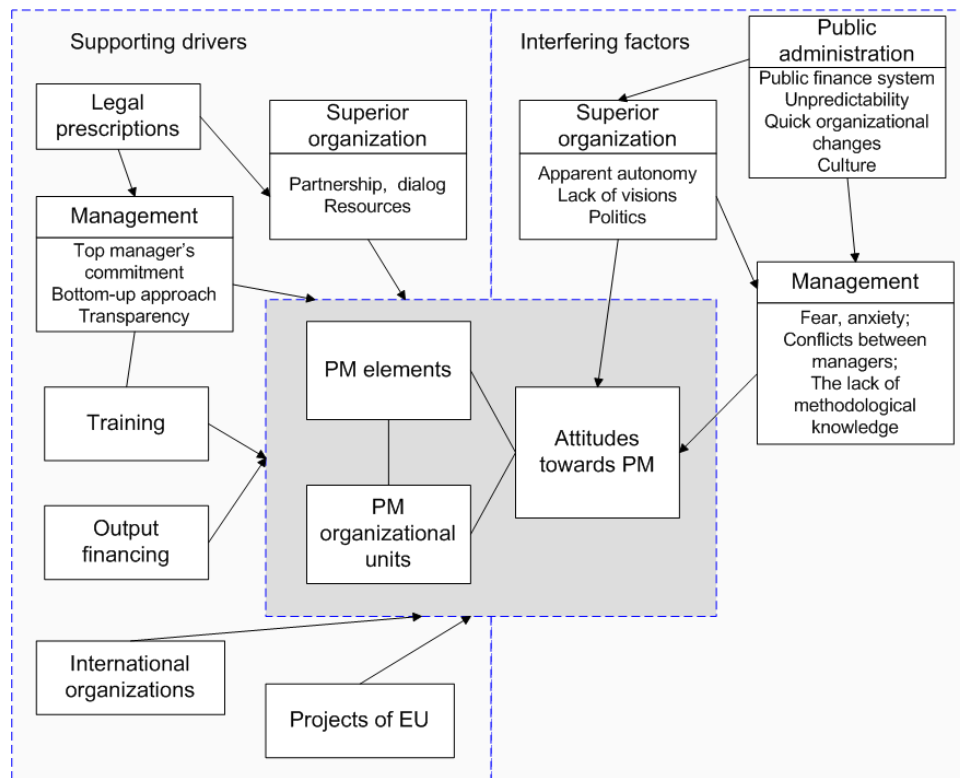 Supporting drivers
Legal
prescriptions
Superior
organization
Partnership, dialog
Resources
Management
Top manager's
commitment
Bottom-up approach
Transparency
Training
Output
financing
International
organizations
Projects of EU
PM elements
PM
organizational
units
Attitudes
towards PM
Interfering factors
Public
administration
Public finance system
Unpredictability
Quick organizational
changes
Culture
Superior
organization
Apparent autonomy
Lack of visions
Politics
Management
Fear, anxiety;
Conflicts between
managers;
The lack of
methodological
knowledge